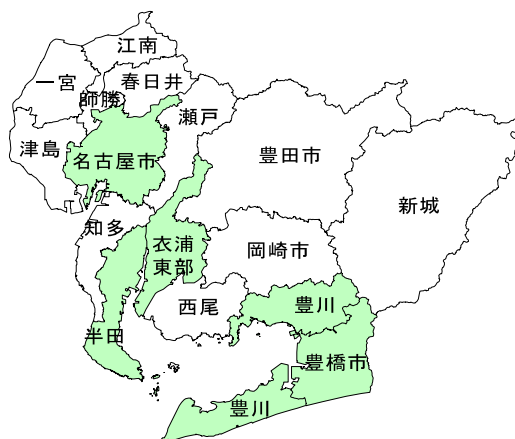 江南
一宮
春日井
師勝
瀬戸
津島
名古屋市
豊田市
新城
知多
衣浦
東部
岡崎市
西尾
豊川
半田
豊橋市
豊川